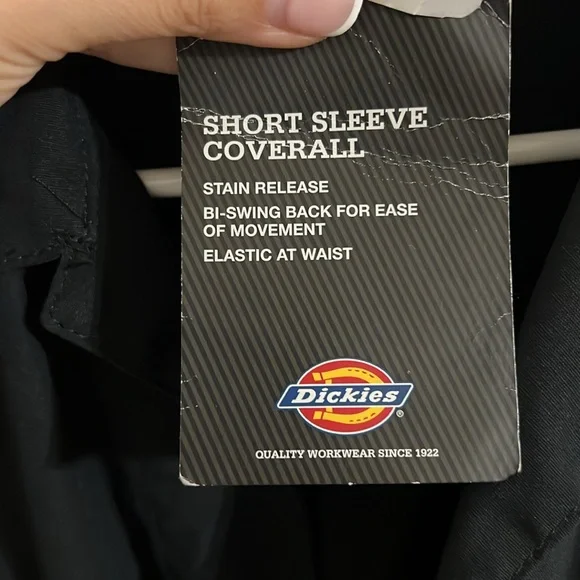 SHORT SLEEVE
COVERALL
STAIN RELEASE
BI-SWING BACK FOR EASE
OF MOVEMENT
ELASTIC AT WAIST
Dickies®
QUALITY WORKWEAR SINCE 1922